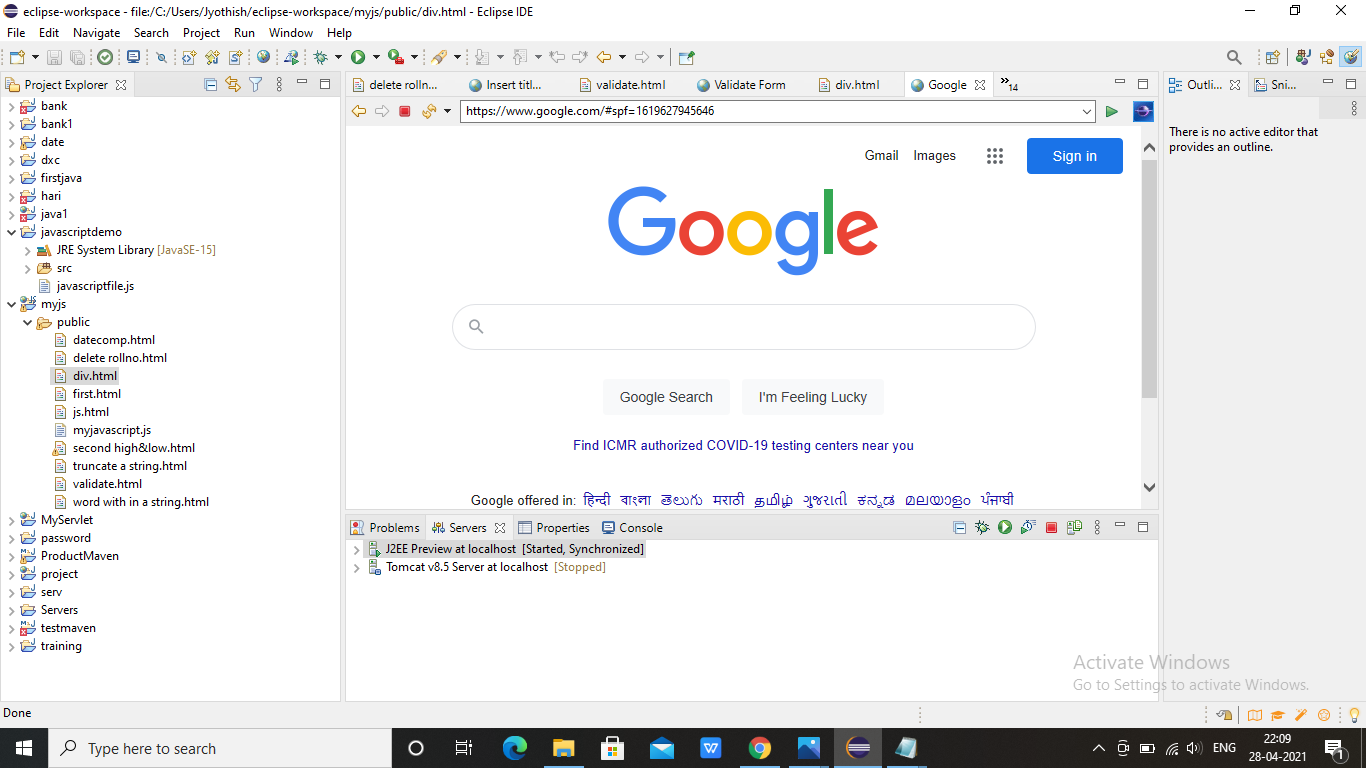 eclipse-workspace - file:/C:/Users/Jyothish/eclipse-workspace/myjs/public/div.html - Eclipse IDE
File Edit Navigate Search Project Run Window Help
Project Explorer
bank
bank1
date
dxc
firstjava
hari
java1
javascriptdemo
JRE System Library [JavaSE-15]
src
javascriptfile.js
myjs
public
datecomp.html
delete rollno.html
div.html
first.html
js.html
myjavascript.js
second high&low.html
truncate a string.html
validate.html
word with in a string.html
MyServlet
password
ProductMaven
project
serv
Servers
testmaven
training
delete rolln... Insert titl... validate.html Validate Form div.html Google »14
https://www.google.com/#spf=1619627945646
Gmail Images Sign in
Google
Google Search I'm Feeling Lucky
Find ICMR authorized COVID-19 testing centers near you
Google offered in: हिन्दी বাংলা తెలుగు मराठी தமிழ் ગુજરાતી ಕನ್ನಡ മലയാളം ਪੰਜਾਬੀ
Problems Servers Properties Console
J2EE Preview at localhost [Started, Synchronized]
Tomcat v8.5 Server at localhost [Stopped]
Outli... Sni...
There is no active editor that
provides an outline.
Activate Windows
Go to Settings to activate Windows.
Done
Type here to search
ENG
22:09
28-04-2021
1